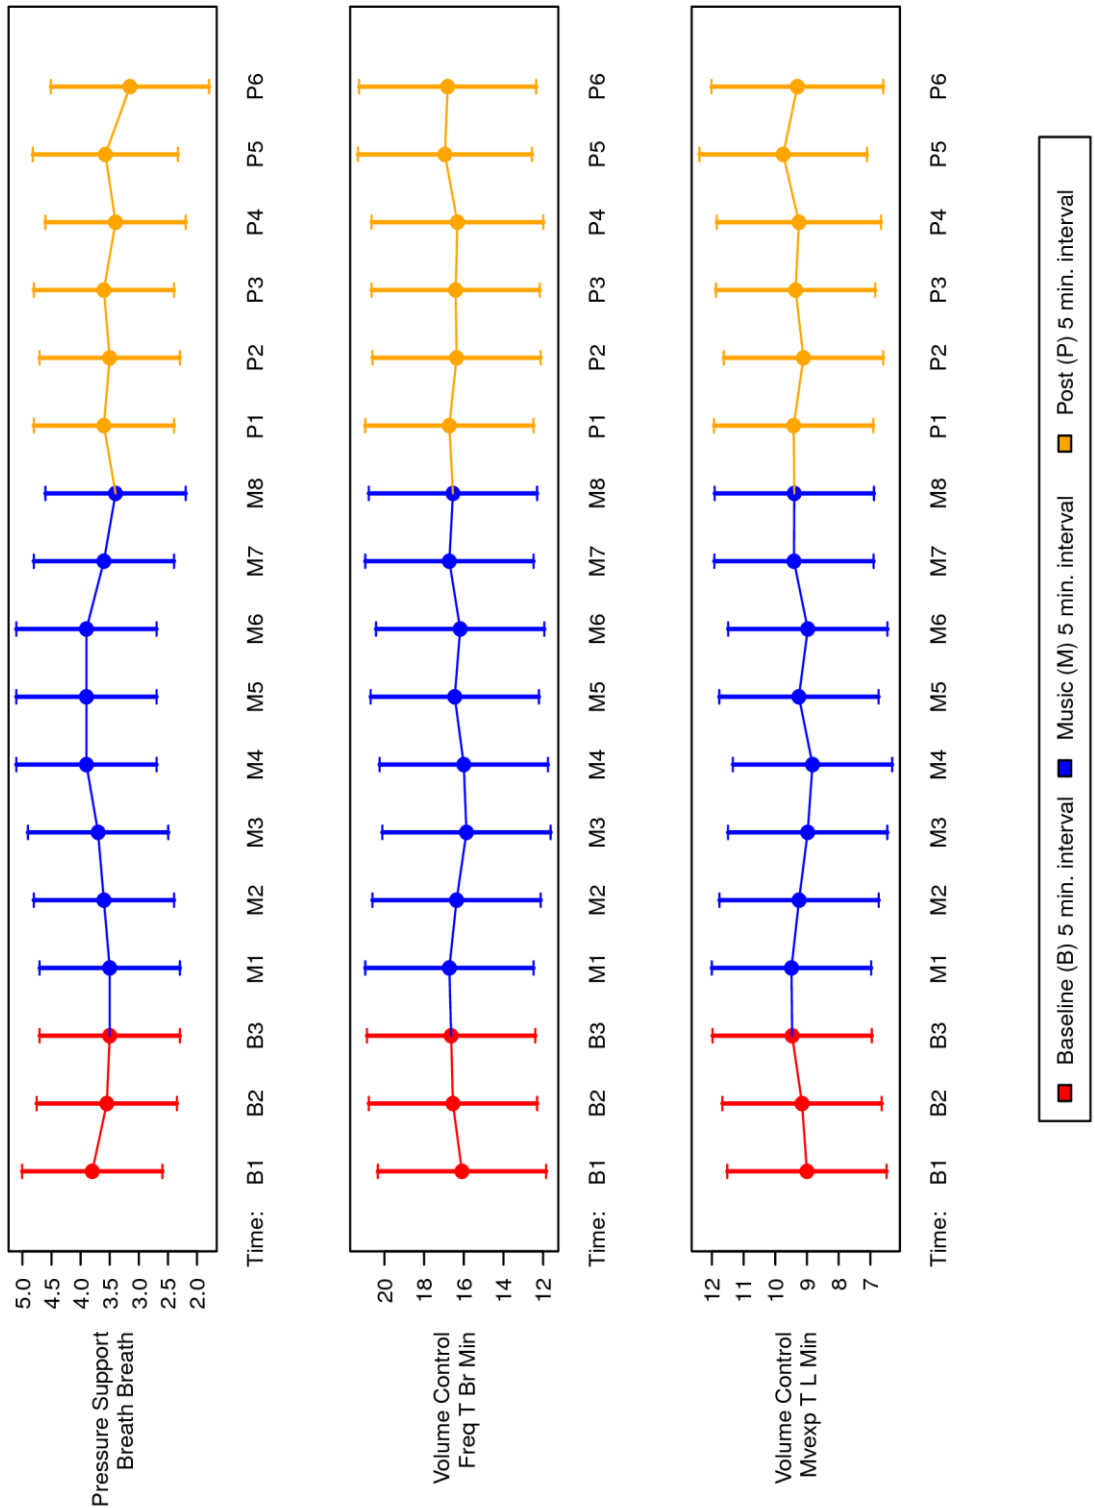 Pressure Support
Breath Breath
5.0
4.5
4.0
3.5
3.0
2.5
2.0
Time: B1 B2 B3 M1 M2 M3 M4 M5 M6 M7 M8 P1 P2 P3 P4 P5 P6
Volume Control
Freq T Br Min
20
18
16
14
12
Time: B1 B2 B3 M1 M2 M3 M4 M5 M6 M7 M8 P1 P2 P3 P4 P5 P6
Volume Control
Mvexp T L Min
12
11
10
9
8
7
Time: B1 B2 B3 M1 M2 M3 M4 M5 M6 M7 M8 P1 P2 P3 P4 P5 P6
Baseline (B) 5 min. interval Music (M) 5 min. interval Post (P) 5 min. interval